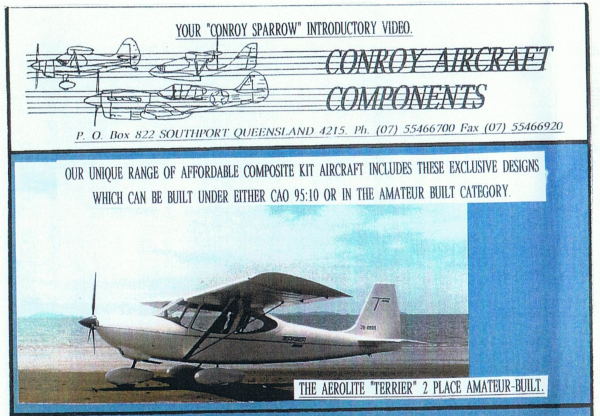 YOUR "CONROY SPARROW" INTRODUCTORY VIDEO.
CONROY AIRCRAFT
COMPONENTS
P. O. Box 822 SOUTHPORT QUEENSLAND 4215. Ph. (07) 55466700 Fax (07) 55466920
OUR UNIQUE RANGE OF AFFORDABLE COMPOSITE KIT AIRCRAFT INCLUDES THESE EXCLUSIVE DESIGNS
WHICH CAN BE BUILT UNDER EITHER CAO 95:10 OR IN THE AMATEUR BUILT CATEGORY.
THE AEROLITE "TERRIER" 2 PLACE AMATEUR-BUILT.